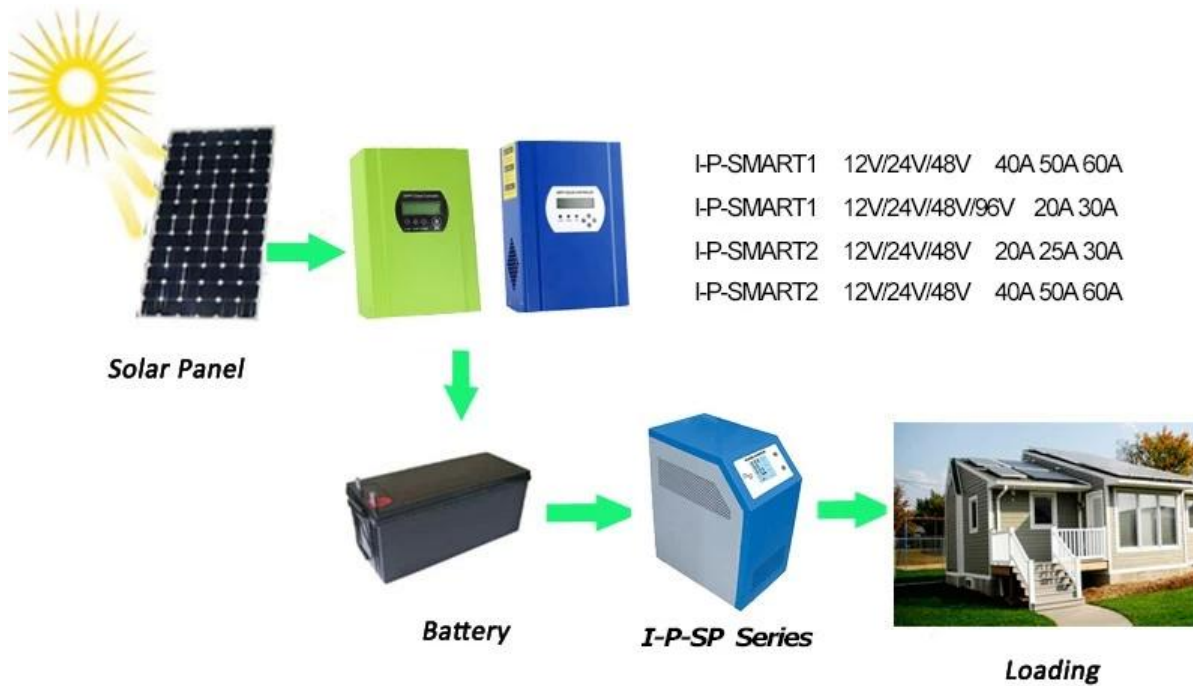 I-P-SMART1 12V/24V/48V 40A 50A 60A
I-P-SMART1 12V/24V/48V/96V 20A 30A
I-P-SMART2 12V/24V/48V 20A 25A 30A
I-P-SMART2 12V/24V/48V 40A 50A 60A
Solar Panel
Battery
I-P-SP Series
Loading